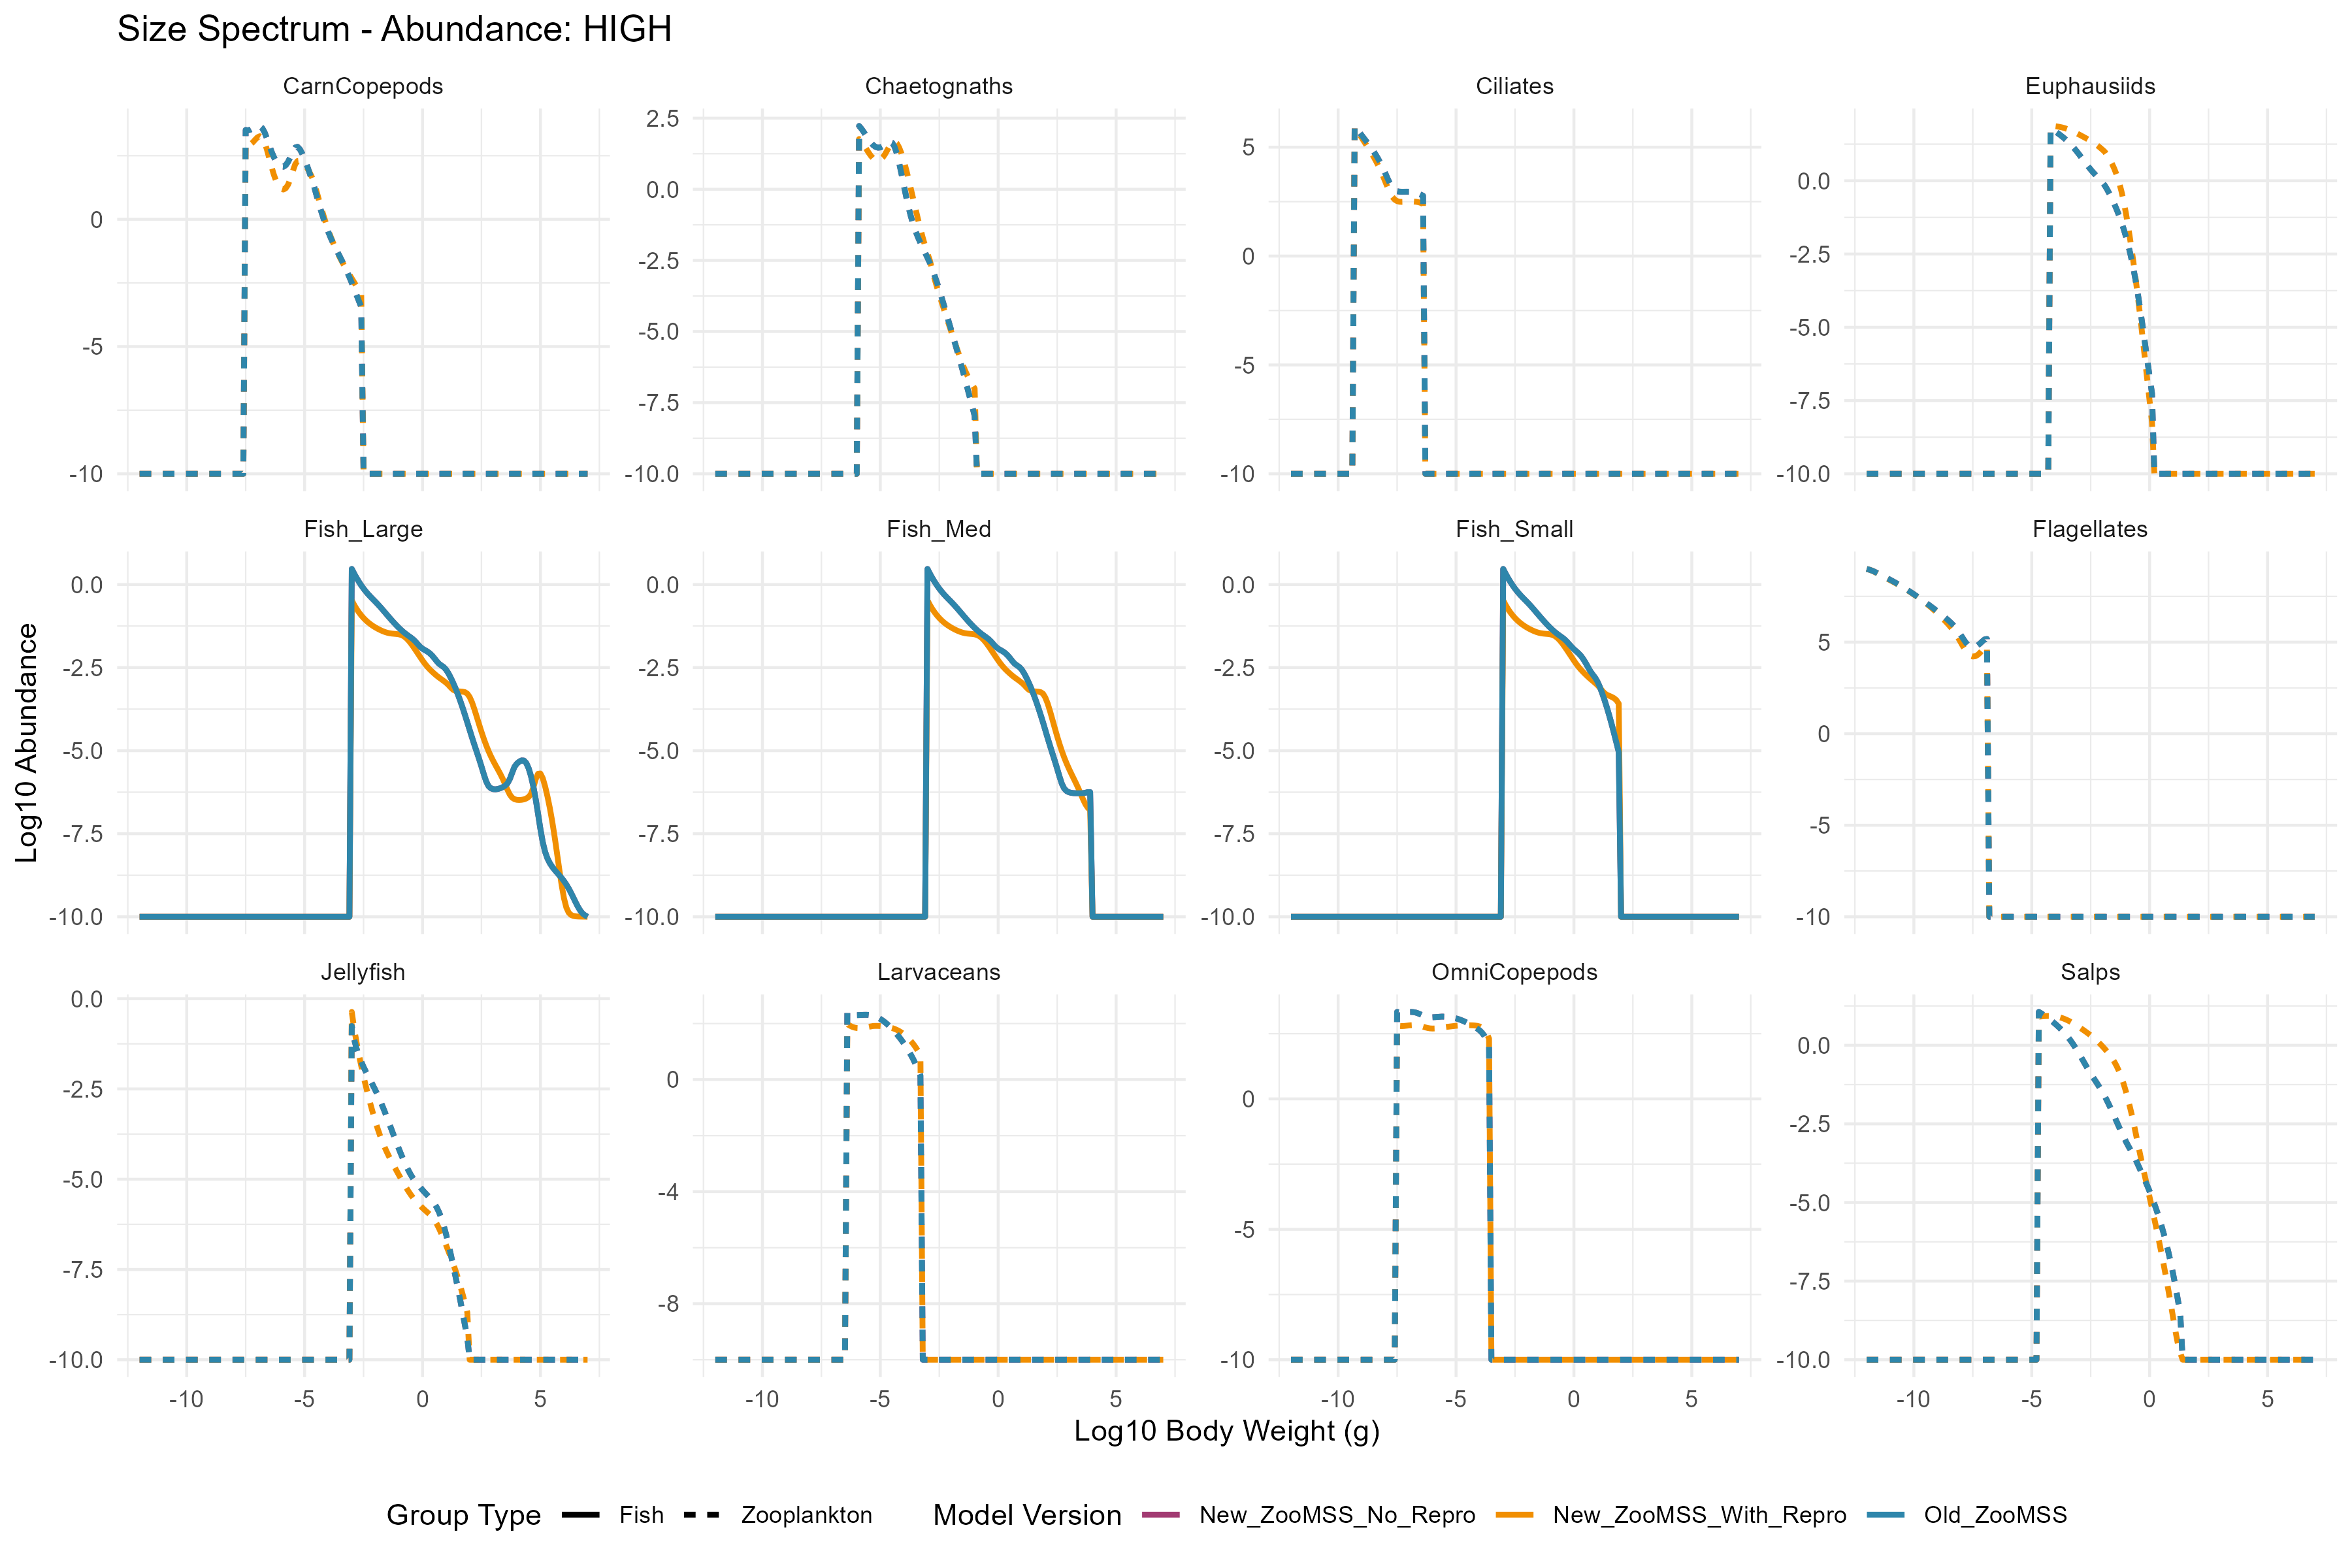 Size Spectrum - Abundance: HIGH
CarnCopepods
Chaetognaths
Ciliates
Euphausiids
0
-5
-10
2.5
0.0
-2.5
-5.0
-7.5
-10.0
5
0
-5
-10
0.0
-2.5
-5.0
-7.5
-10.0
Fish_Large
Fish_Med
Fish_Small
Flagellates
0.0
-2.5
-5.0
-7.5
-10.0
0.0
-2.5
-5.0
-7.5
-10.0
0.0
-2.5
-5.0
-7.5
-10.0
5
0
-5
-10
Jellyfish
Larvaceans
OmniCopepods
Salps
0.0
-2.5
-5.0
-7.5
-10.0
0
-4
-8
0
-5
-10
0.0
-2.5
-5.0
-7.5
-10.0
-10 -5 0 5
-10 -5 0 5
-10 -5 0 5
-10 -5 0 5
Log10 Abundance
Log10 Body Weight (g)
Group Type Fish Zooplankton Model Version New_ZooMSS_No_Repro New_ZooMSS_With_Repro Old_ZooMSS